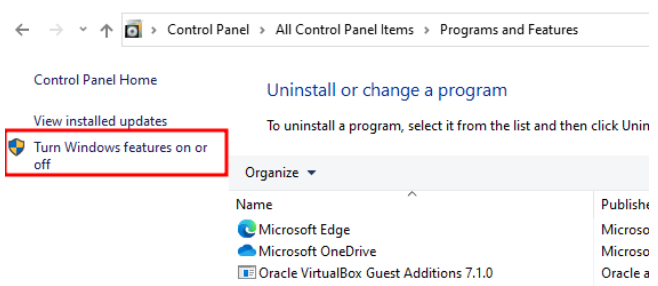 Control Panel > All Control Panel Items > Programs and Features
Control Panel Home
Uninstall or change a program
View installed updates
To uninstall a program, select it from the list and then click Unin
Turn Windows features on or
off
Organize
Name Publishe
Microsoft Edge Microso
Microsoft OneDrive Microso
Oracle VirtualBox Guest Additions 7.1.0 Oracle a